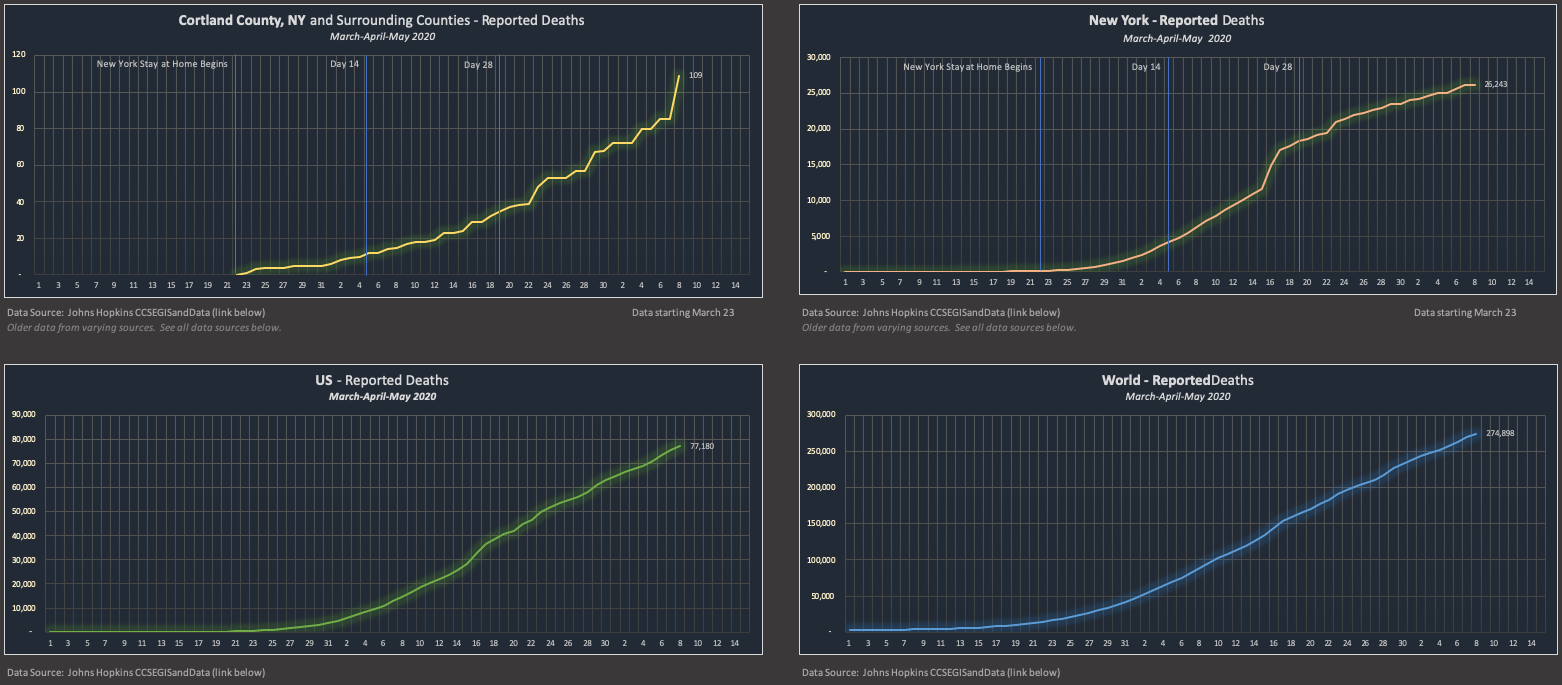 Cortland County, NY and Surrounding Counties - Reported Deaths
March-April-May 2020
120
100
80
60
40
20
-
New York Stay at Home Begins
Day 14
Day 28
109
1 3 5 7 9 11 13 15 17 19 21 23 25 27 29 31 2 4 6 8 10 12 14 16 18 20 22 24 26 28 30 2 4 6 8 10 12 14
Data Source: Johns Hopkins CCSEGISandData (link below)
Data starting March 23
Older data from varying sources. See all data sources below.
New York - Reported Deaths
March-April-May 2020
30,000
25,000
20,000
15,000
10,000
5,000
-
New York Stay at Home Begins
Day 14
Day 28
26,243
1 3 5 7 9 11 13 15 17 19 21 23 25 27 29 31 2 4 6 8 10 12 14 16 18 20 22 24 26 28 30 2 4 6 8 10 12 14
Data Source: Johns Hopkins CCSEGISandData (link below)
Data starting March 23
Older data from varying sources. See all data sources below.
US - Reported Deaths
March-April-May 2020
90,000
80,000
70,000
60,000
50,000
40,000
30,000
20,000
10,000
-
77,180
1 3 5 7 9 11 13 15 17 19 21 23 25 27 29 31 2 4 6 8 10 12 14 16 18 20 22 24 26 28 30 2 4 6 8 10 12 14
Data Source: Johns Hopkins CCSEGISandData (link below)
World - ReportedDeaths
March-April-May 2020
300,000
250,000
200,000
150,000
100,000
50,000
-
274,898
1 3 5 7 9 11 13 15 17 19 21 23 25 27 29 31 2 4 6 8 10 12 14 16 18 20 22 24 26 28 30 2 4 6 8 10 12 14
Data Source: Johns Hopkins CCSEGISandData (link below)